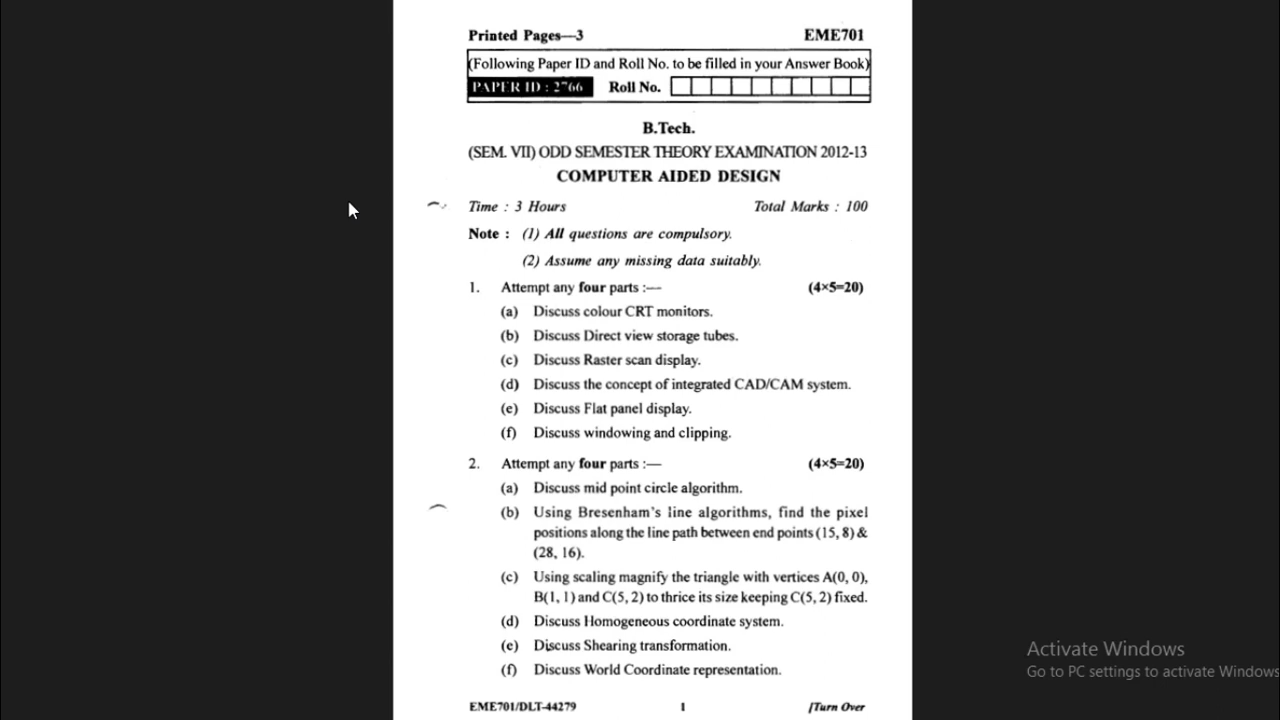 Printed Pages—3 EME701
(Following Paper ID and Roll No. to be filled in your Answer Book)
PAPER ID : 2766 Roll No.
B.Tech.
(SEM. VII) ODD SEMESTER THEORY EXAMINATION 2012-13
COMPUTER AIDED DESIGN
Time : 3 Hours Total Marks : 100
Note : (1) All questions are compulsory.
(2) Assume any missing data suitably.
1. Attempt any four parts :— (4×5=20)
(a) Discuss colour CRT monitors.
(b) Discuss Direct view storage tubes.
(c) Discuss Raster scan display.
(d) Discuss the concept of integrated CAD/CAM system.
(e) Discuss Flat panel display.
(f) Discuss windowing and clipping.
2. Attempt any four parts :— (4×5=20)
(a) Discuss mid point circle algorithm.
(b) Using Bresenham's line algorithms, find the pixel
positions along the line path between end points (15, 8) &
(28, 16).
(c) Using scaling magnify the triangle with vertices A(0, 0),
B(1, 1) and C(5, 2) to thrice its size keeping C(5, 2) fixed.
(d) Discuss Homogeneous coordinate system.
(e) Discuss Shearing transformation.
(f) Discuss World Coordinate representation.
EME701/DLT-44279 1 [Turn Over
Activate Windows
Go to PC settings to activate Windows